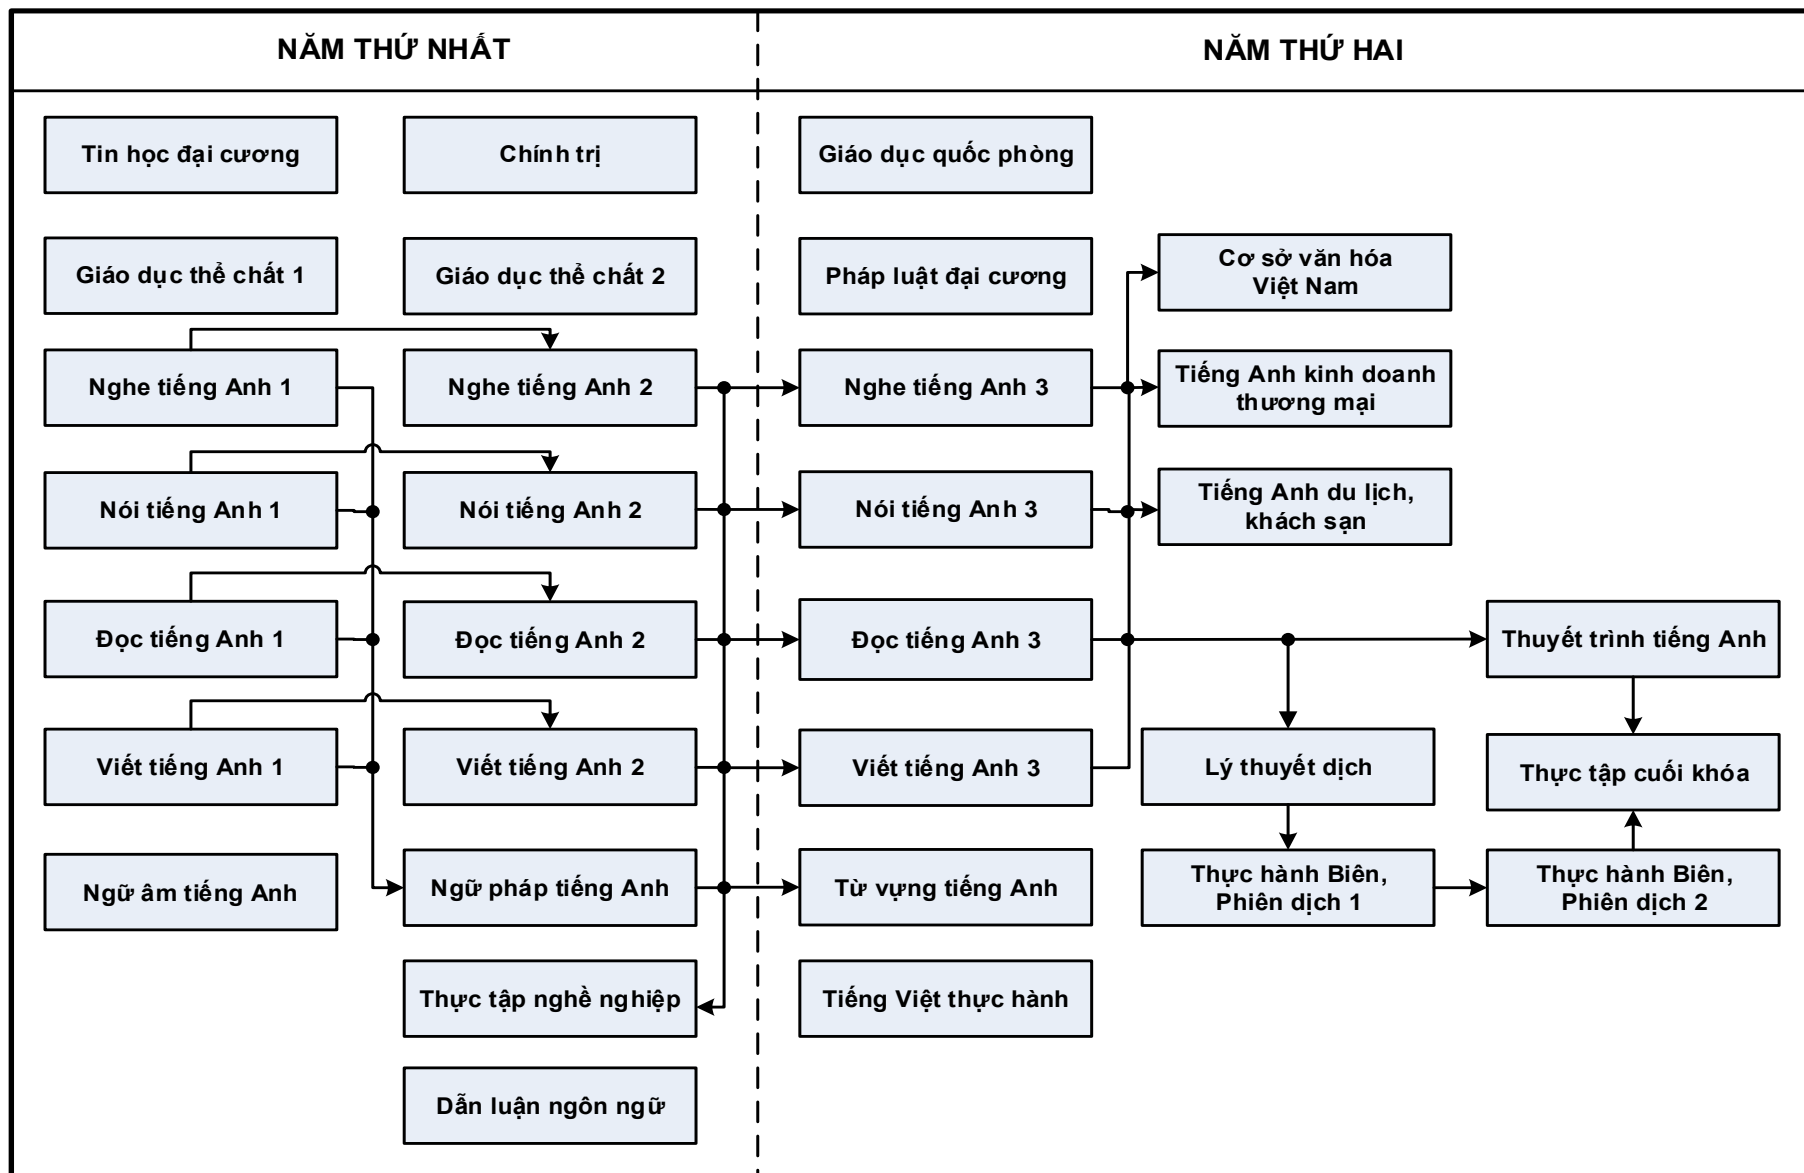 NĂM THỨ NHẤT
NĂM THỨ HAI
Tin học đại cương
Chính trị
Giáo dục quốc phòng
Giáo dục thể chất 1
Giáo dục thể chất 2
Pháp luật đại cương
Cơ sở văn hóa
Việt Nam
Nghe tiếng Anh 1
Nghe tiếng Anh 2
Nghe tiếng Anh 3
Tiếng Anh kinh doanh
thương mại
Nói tiếng Anh 1
Nói tiếng Anh 2
Nói tiếng Anh 3
Tiếng Anh du lịch,
khách sạn
Đọc tiếng Anh 1
Đọc tiếng Anh 2
Đọc tiếng Anh 3
Thuyết trình tiếng Anh
Viết tiếng Anh 1
Viết tiếng Anh 2
Viết tiếng Anh 3
Lý thuyết dịch
Thực tập cuối khóa
Ngữ âm tiếng Anh
Ngữ pháp tiếng Anh
Từ vựng tiếng Anh
Thực hành Biên,
Phiên dịch 1
Thực hành Biên,
Phiên dịch 2
Thực tập nghề nghiệp
Tiếng Việt thực hành
Dẫn luận ngôn ngữ